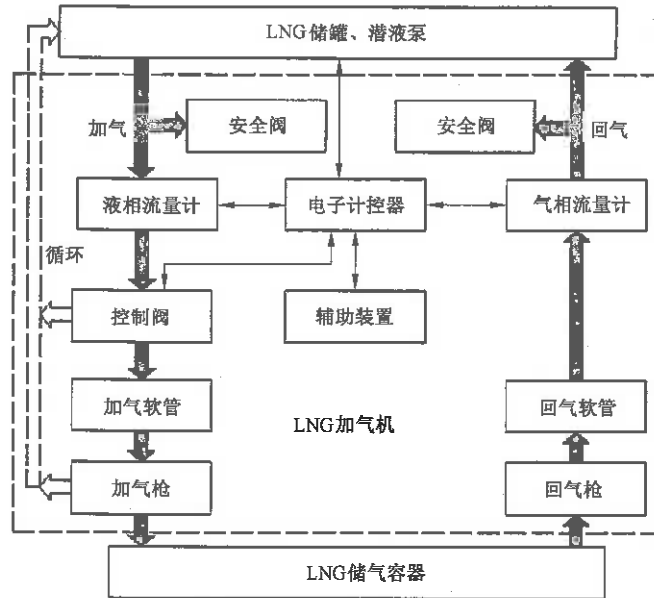 LNG储罐、潜液泵
加气
安全阀
安全阀
回气
液相流量计
电子计控器
气相流量计
循环
控制阀
辅助装置
加气软管
LNG加气机
回气软管
加气枪
回气枪
LNG储气容器